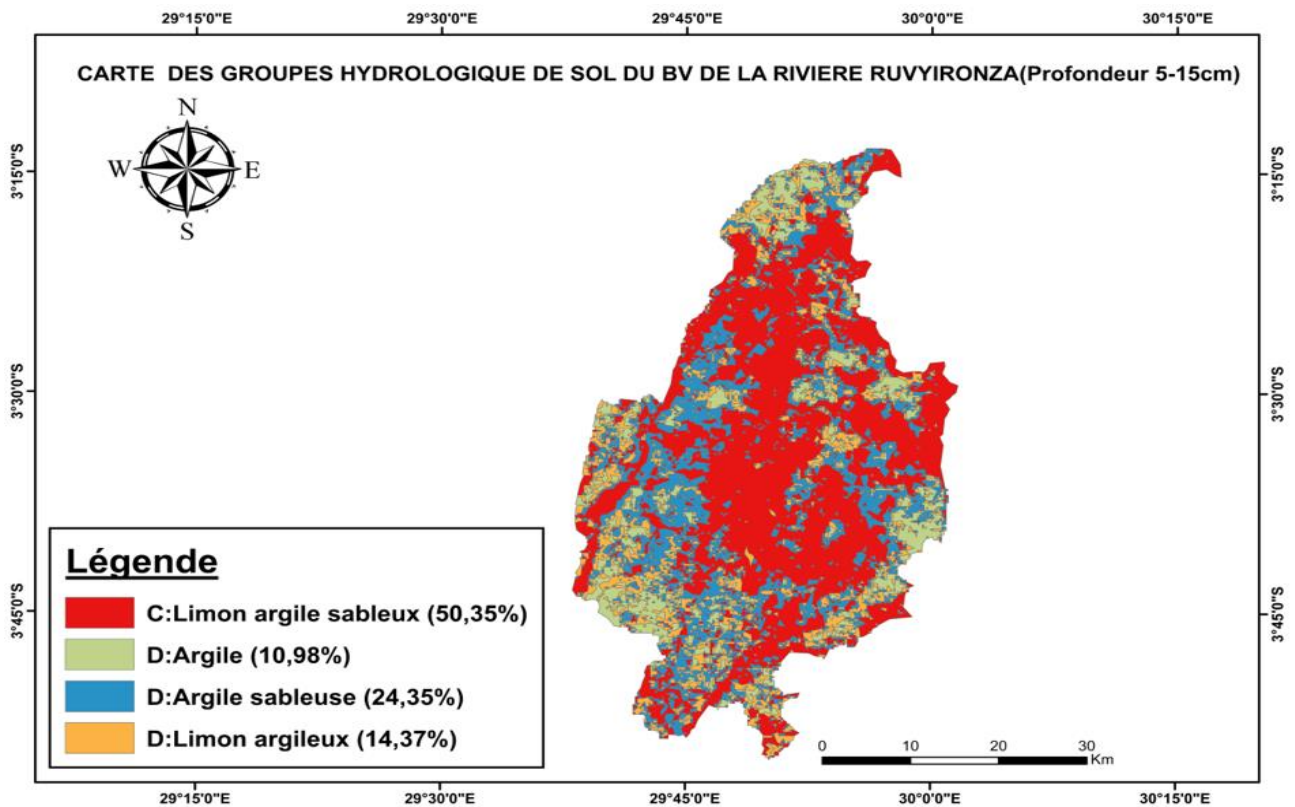 29°15'0"E 29°30'0"E 29°45'0"E 30°0'0"E 30°15'0"E
CARTE DES GROUPES HYDROLOGIQUE DE SOL DU BV DE LA RIVIERE RUVYIRONZA(Profondeur 5-15cm)
N
W E
S
3°15'0"S 3°15'0"S
3°30'0"S 3°30'0"S
3°45'0"S 3°45'0"S
Légende
C:Limon argile sableux (50,35%)
D:Argile (10,98%)
D:Argile sableuse (24,35%)
D:Limon argileux (14,37%)
0 10 20 30
Km
29°15'0"E 29°30'0"E 29°45'0"E 30°0'0"E 30°15'0"E